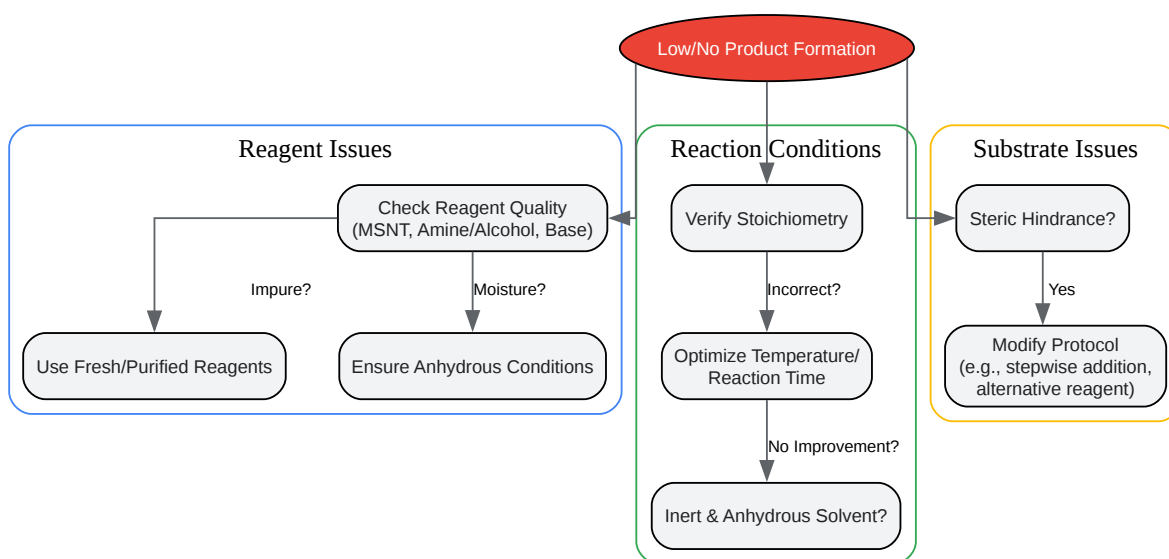 Low/No Product Formation
Reagent Issues
Check Reagent Quality
(MSNT, Amine/Alcohol, Base)
Impure?
Moisture?
Use Fresh/Purified Reagents
Ensure Anhydrous Conditions
Reaction Conditions
Verify Stoichiometry
Incorrect?
Optimize Temperature/
Reaction Time
No Improvement?
Inert & Anhydrous Solvent?
Substrate Issues
Steric Hindrance?
Yes
Modify Protocol
(e.g., stepwise addition,
alternative reagent)